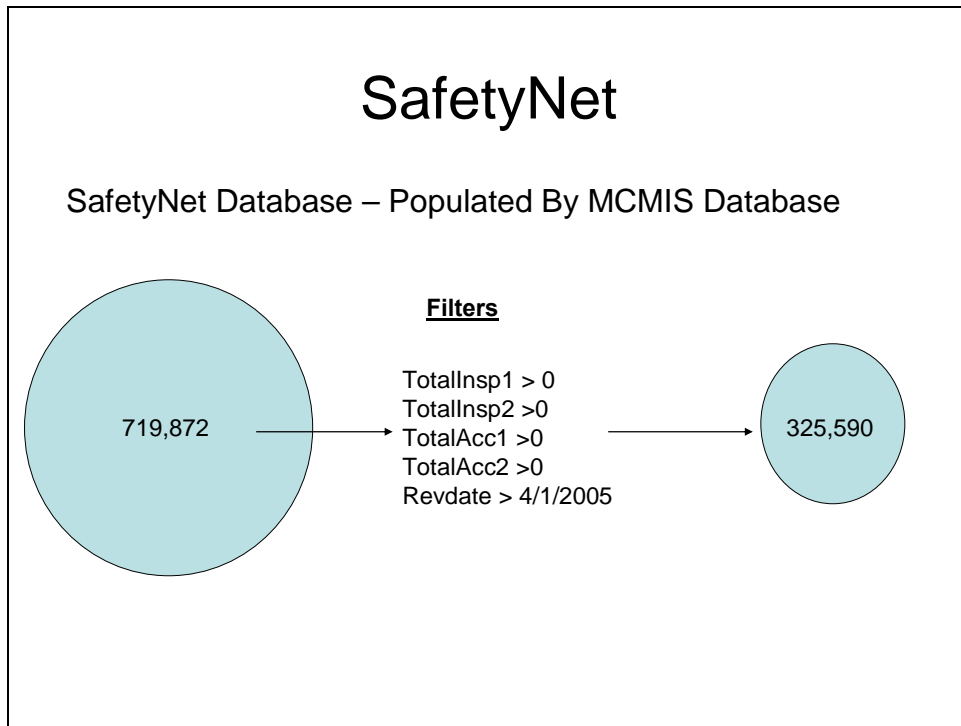 SafetyNet
SafetyNet Database – Populated By MCMIS Database
Filters
719,872
TotalInsp1 > 0
TotalInsp2 >0
TotalAcc1 >0
TotalAcc2 >0
Revdate > 4/1/2005
325,590